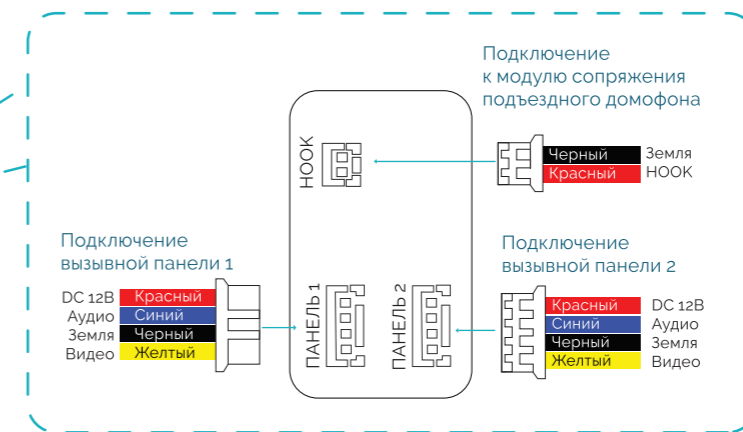 Подключение
к модулю сопряжения
подъездного домофона
HOOK
Черный Земля
Красный HOOK
Подключение
вызывной панели 1
DC 12В Красный
Аудио Синий
Земля Черный
Видео Желтый
ПАНЕЛЬ 1
ПАНЕЛЬ 2
Подключение
вызывной панели 2
Красный DC 12В
Синий Аудио
Черный Земля
Желтый Видео